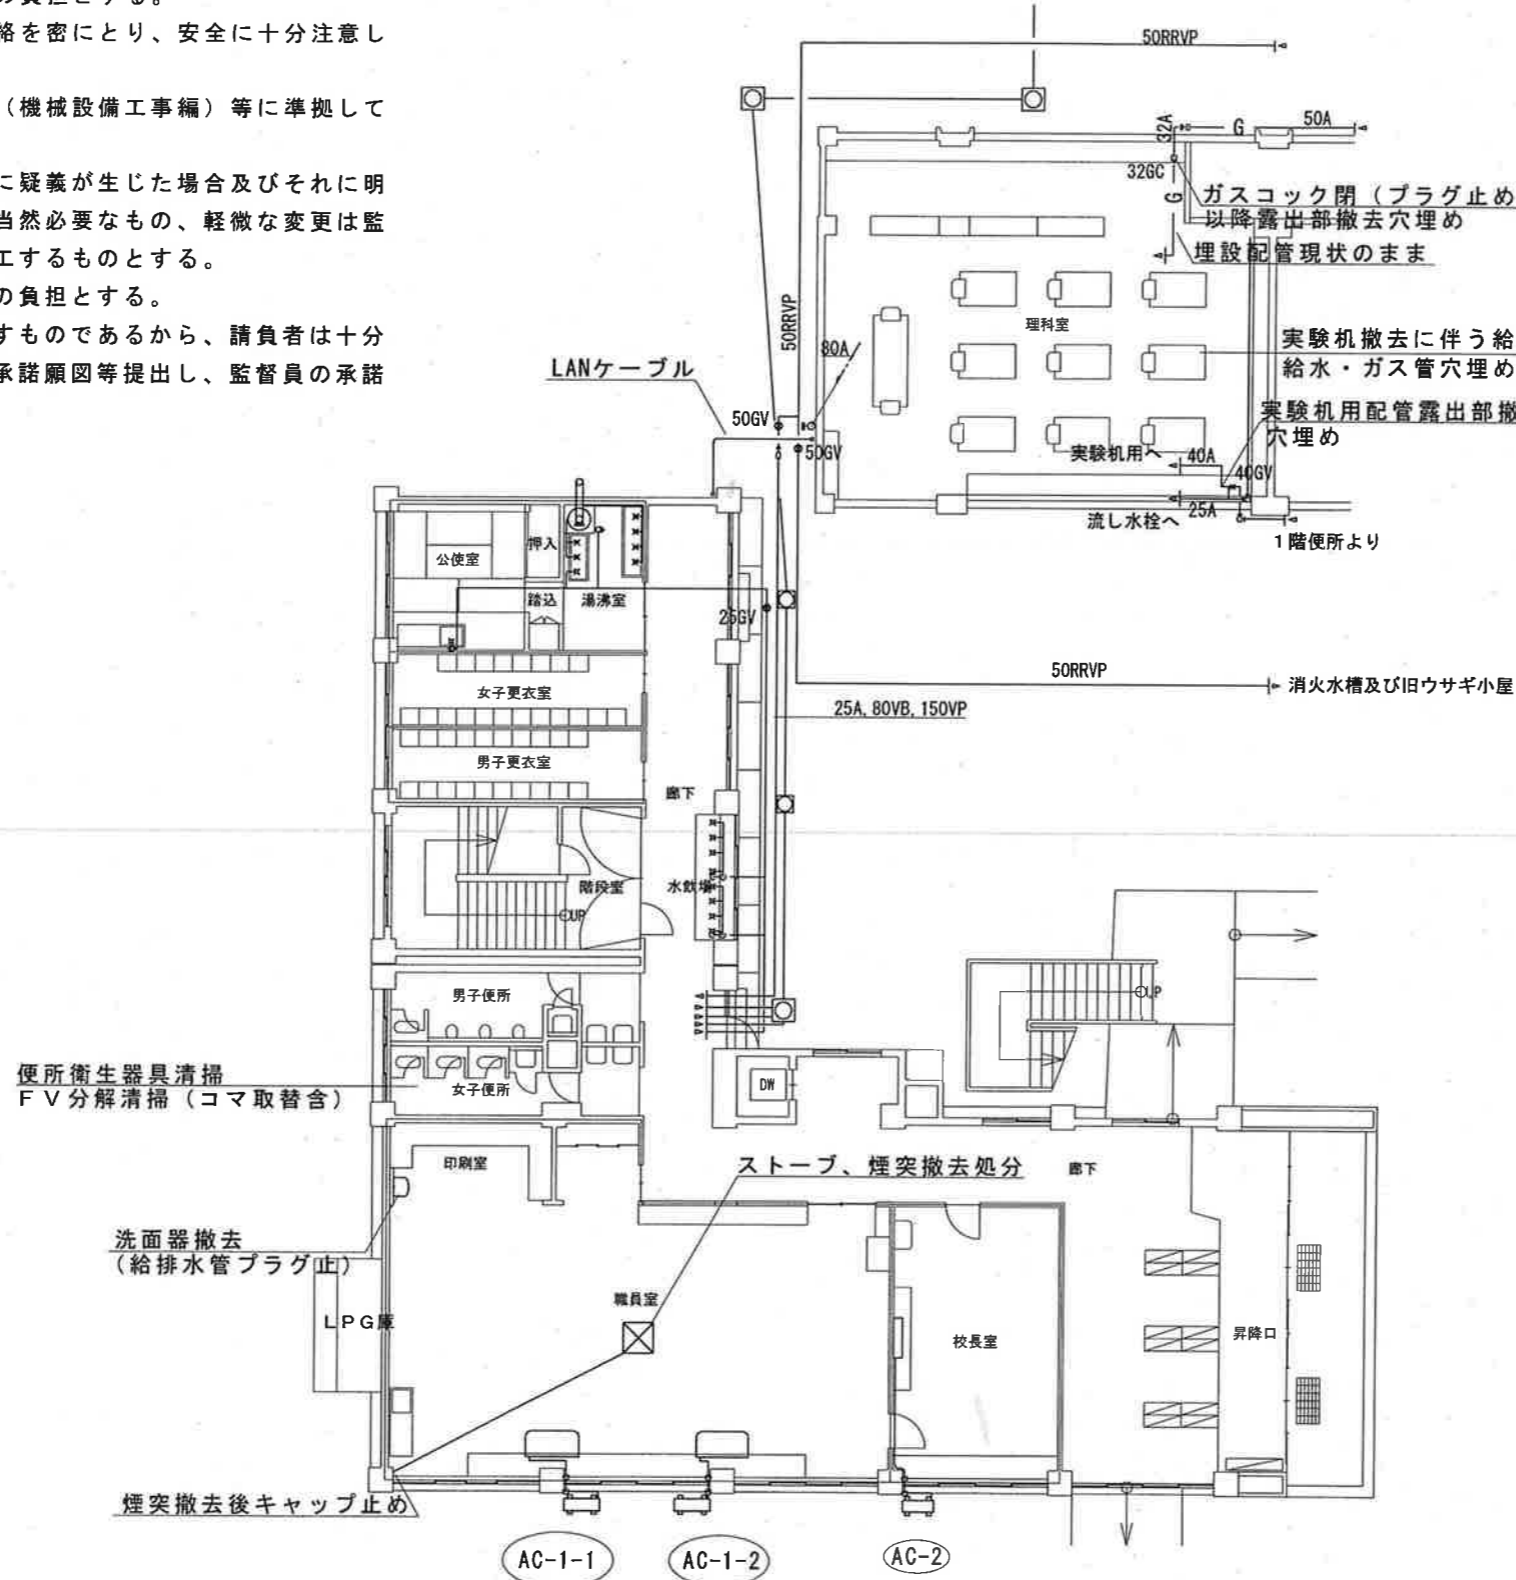 の負担とする。
絡を密にとり、安全に十分注意し
（機械設備工事編）等に準拠して
に疑義が生じた場合及びそれに明
当然必要なもの、軽微な変更は監
工するものとする。
の負担とする。
すものであるから、請負者は十分
承諾願図等提出し、監督員の承諾
50RRVP
32A
G
50A
32GC
G
ガスコック閉（プラグ止め
以降露出部撤去穴埋め
埋設配管現状のまま
理科室
50RRVP
80A
実験机撤去に伴う給
給水・ガス管穴埋め
LANケーブル
50GV
50GV
実験机用配管露出部撤
穴埋め
実験机用へ
40A
40GV
25A
流し水栓へ
1階便所より
公使室
押入
踏込
湯沸室
25GV
50RRVP
消火水槽及び旧ウサギ小屋
25A, 80VB, 150VP
女子更衣室
男子更衣室
廊下
階段室
水飲場
UP
UP
男子便所
便所衛生器具清掃
ＦＶ分解清掃（コマ取替含）
女子便所
DW
印刷室
ストーブ、煙突撤去処分
廊下
洗面器撤去
（給排水管プラグ止）
LPG庫
職員室
校長室
昇降口
煙突撤去後キャップ止め
AC-1-1
AC-1-2
AC-2